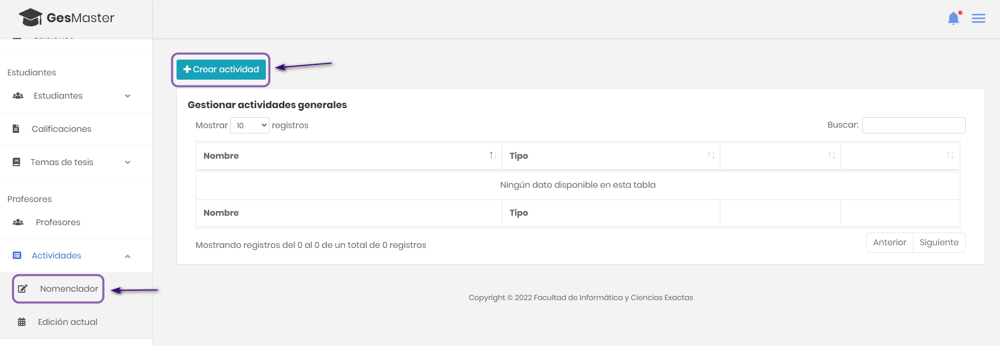 GesMaster
Estudiantes
Estudiantes
Calificaciones
Temas de tesis
Profesores
Profesores
Actividades
Nomenclador
Edición actual
Crear actividad
Gestionar actividades generales
Mostrar 10 registros
Buscar:
Nombre Tipo
Ningún dato disponible en esta tabla
Nombre Tipo
Mostrando registros del 0 al 0 de un total de 0 registros
Anterior Siguiente
Copyright © 2022 Facultad de Informática y Ciencias Exactas